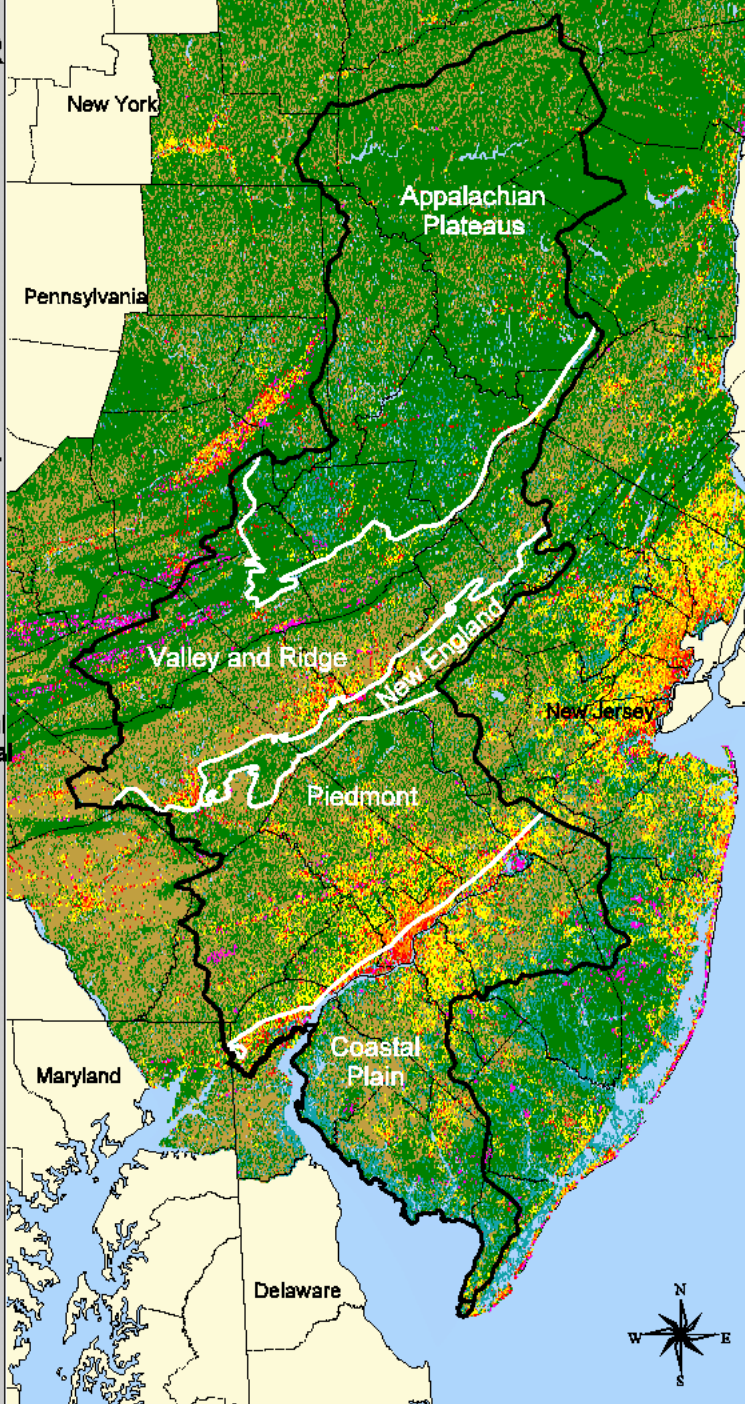 New York
Appalachian
Plateaus
Pennsylvania
Valley and Ridge
New England
New Jersey
Piedmont
Coastal
Plain
Maryland
Delaware
N
W
E
S